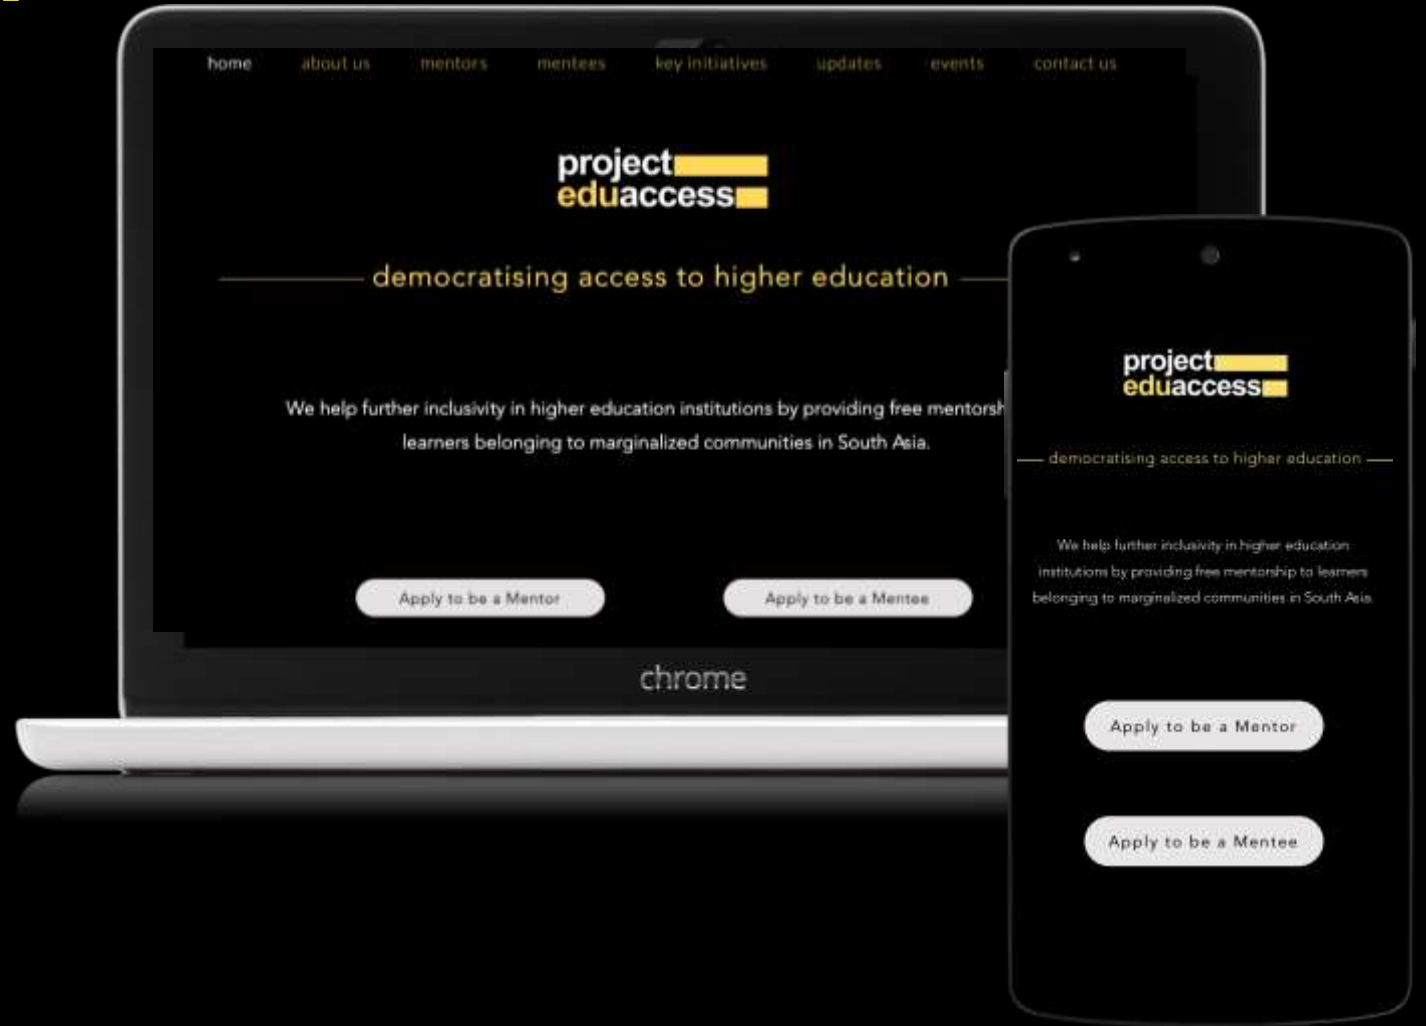 home about us mentors mentees key initiatives updates events contact us
project
eduaccess
democratising access to higher education
We help further inclusivity in higher education institutions by providing free
learners belonging to marginalized communities in South Asia.
Apply to be a Mentor Apply to be a Mentee
chrome
project
eduaccess
democratising access to higher education
We help further inclusivity in higher education
institutions by providing free mentorship to learners
belonging to marginalized communities in South Asia.
Apply to be a Mentor
Apply to be a Mentee